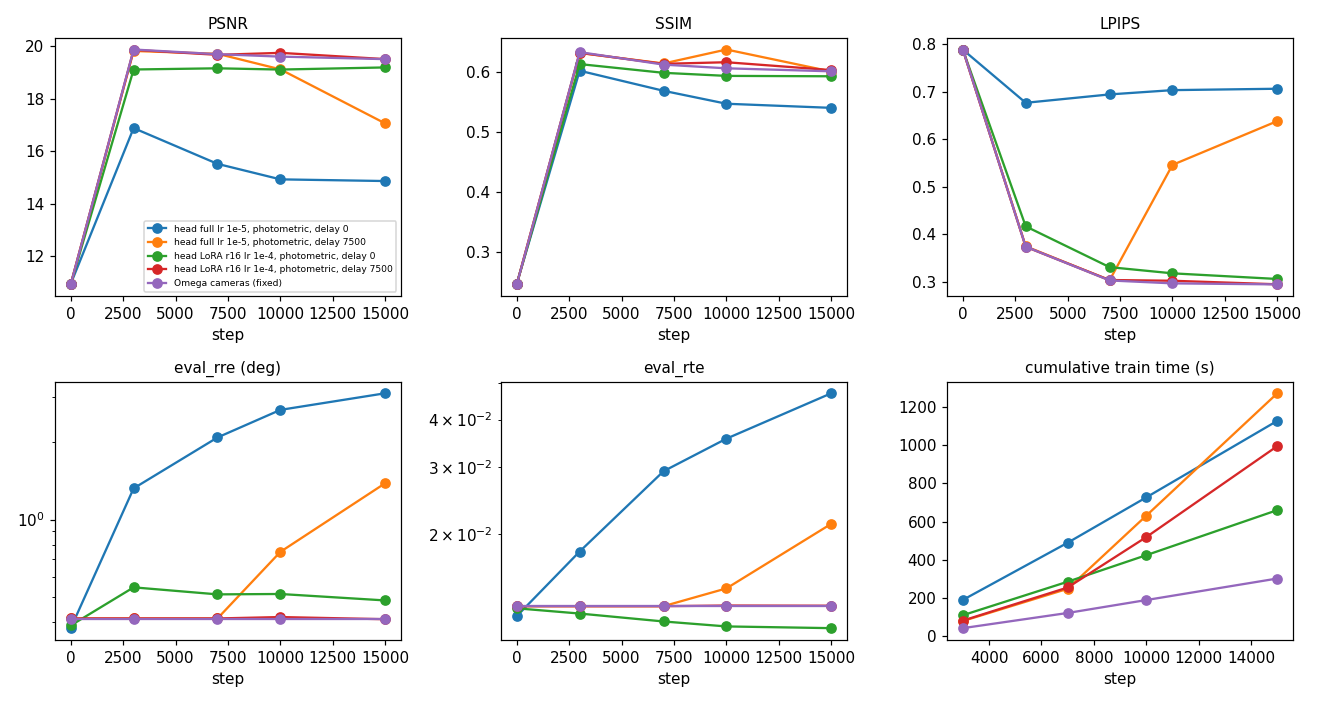 PSNR
20
18
16
14
12
head full lr 1e-5, photometric, delay 0
head full lr 1e-5, photometric, delay 7500
head LoRA r16 lr 1e-4, photometric, delay 0
head LoRA r16 lr 1e-4, photometric, delay 7500
Omega cameras (fixed)
0 2500 5000 7500 10000 12500 15000
step
SSIM
0.6
0.5
0.4
0.3
0 2500 5000 7500 10000 12500 15000
step
LPIPS
0.8
0.7
0.6
0.5
0.4
0.3
0 2500 5000 7500 10000 12500 15000
step
eval_rre (deg)
10⁰
0 2500 5000 7500 10000 12500 15000
step
eval_rte
4 × 10⁻²
3 × 10⁻²
2 × 10⁻²
0 2500 5000 7500 10000 12500 15000
step
cumulative train time (s)
1200
1000
800
600
400
200
0
4000 6000 8000 10000 12000 14000
step